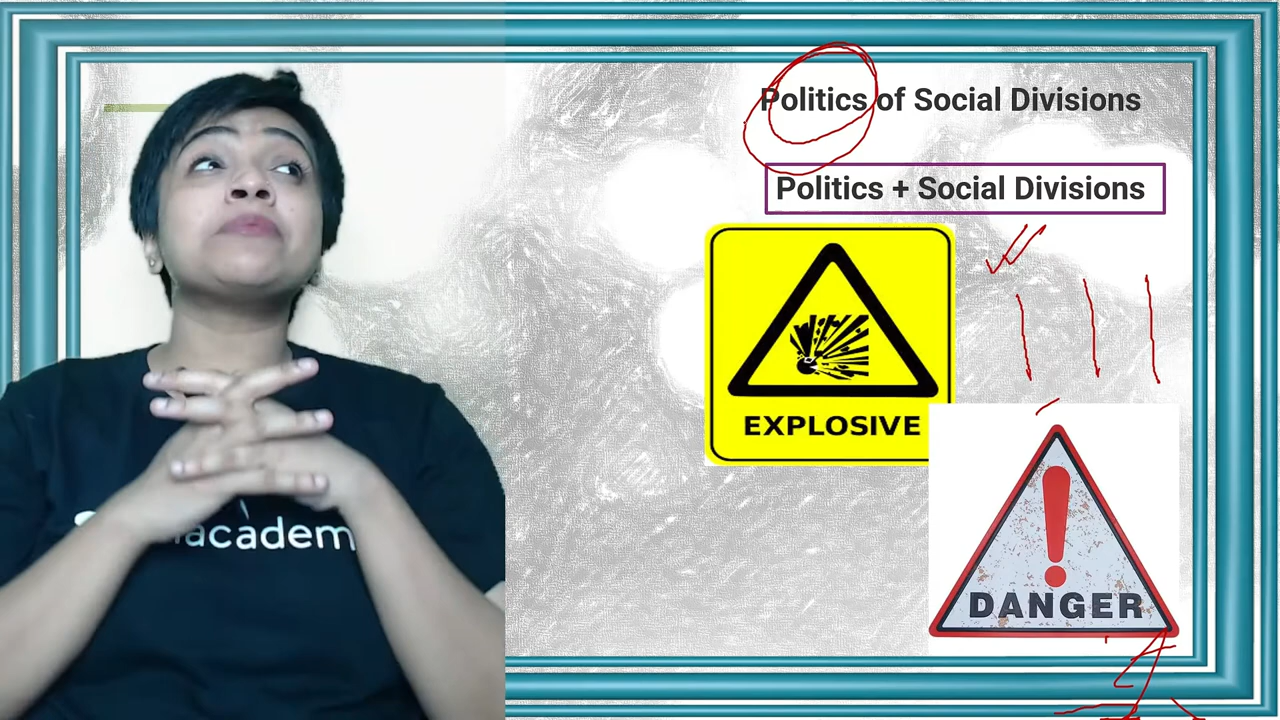 Politics of Social Divisions
Politics + Social Divisions
EXPLOSIVE
DANGER